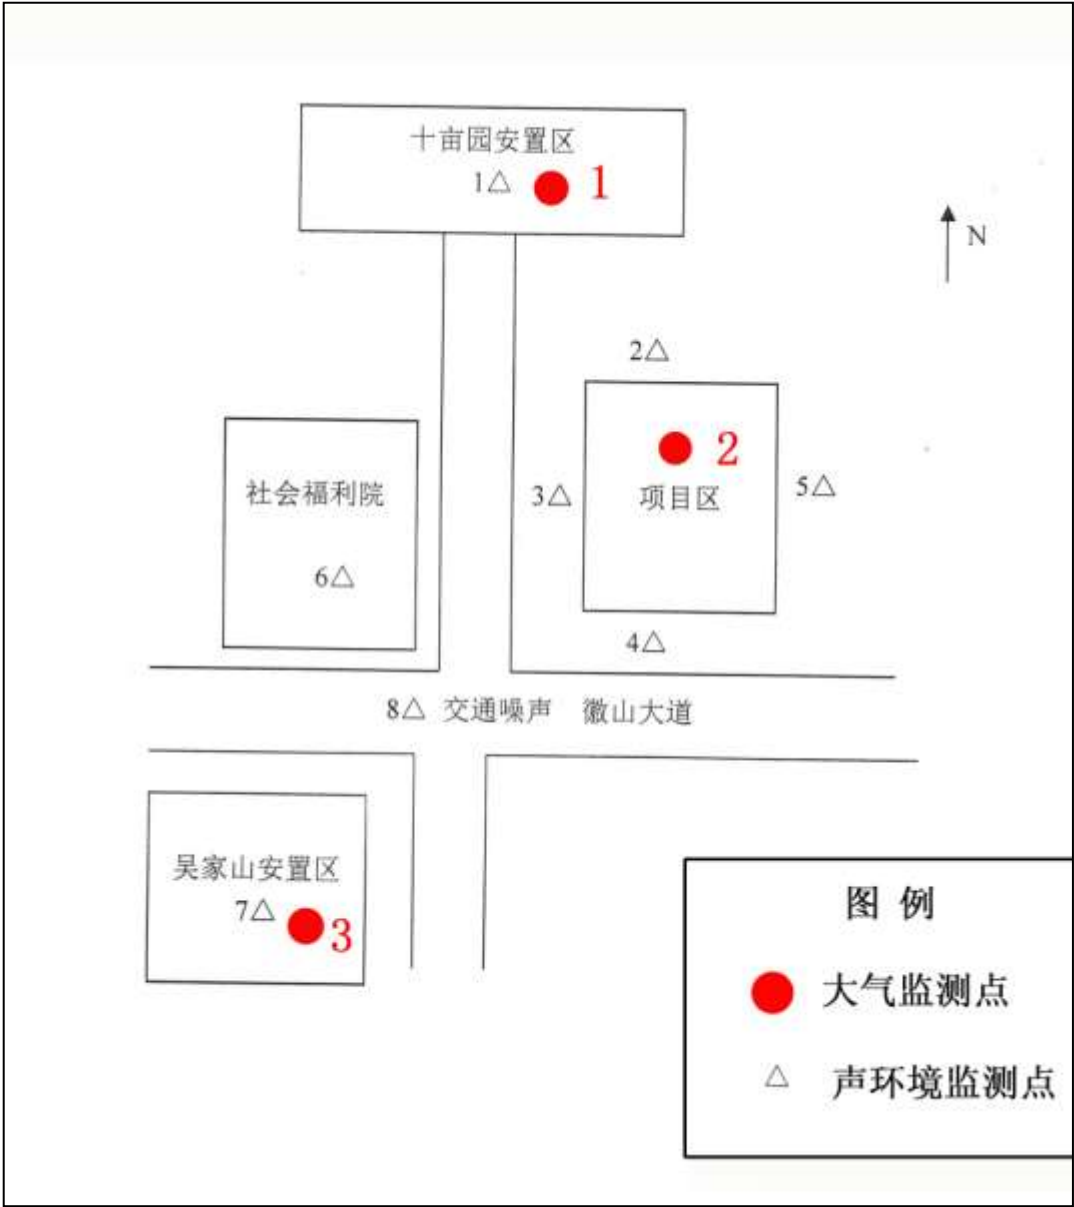 十亩园安置区
1△ 1
N
2△
2
社会福利院
3△
项目区
5△
6△
4△
8△ 交通噪声 徽山大道
吴家山安置区
7△ 3
图 例
大气监测点
△ 声环境监测点